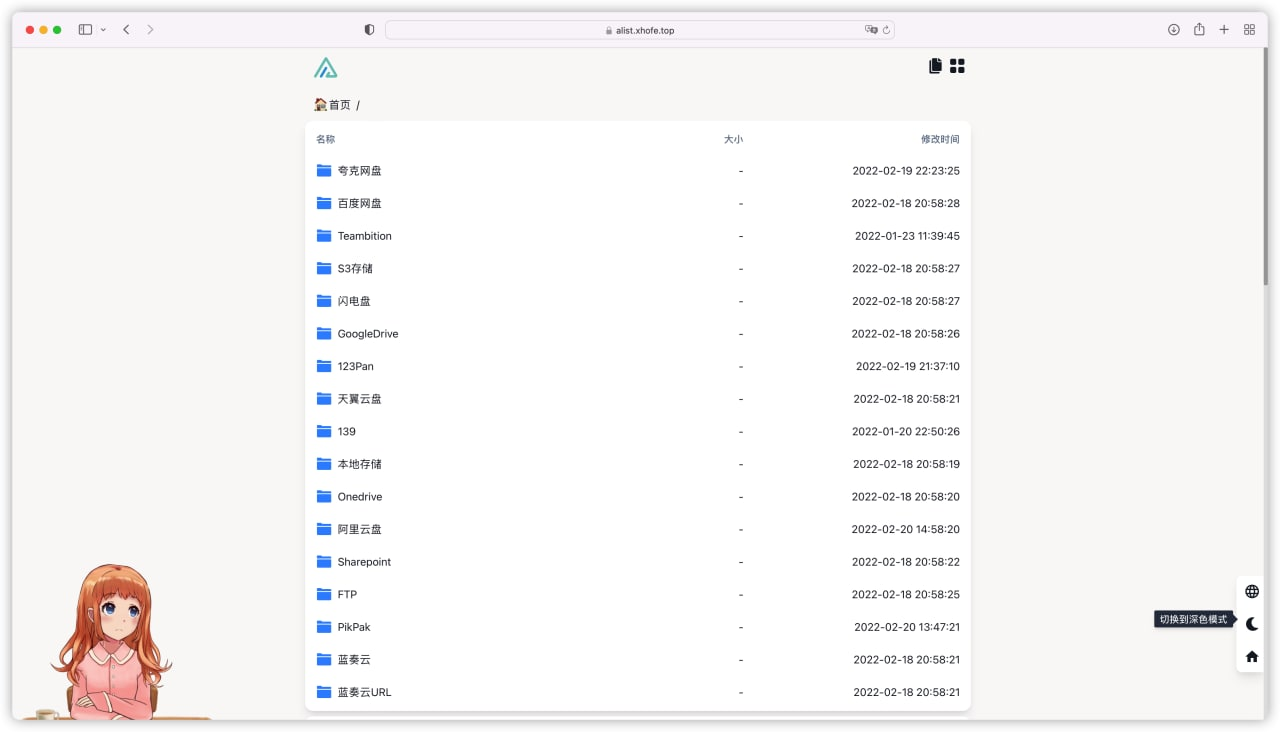 alist.xhofe.top
首页 /
名称 大小 修改时间
夸克网盘 - 2022-02-19 22:23:25
百度网盘 - 2022-02-18 20:58:28
Teambition - 2022-01-23 11:39:45
S3存储 - 2022-02-18 20:58:27
闪电盘 - 2022-02-18 20:58:27
GoogleDrive - 2022-02-18 20:58:26
123Pan - 2022-02-19 21:37:10
天翼云盘 - 2022-02-18 20:58:21
139 - 2022-01-20 22:50:26
本地存储 - 2022-02-18 20:58:19
Onedrive - 2022-02-18 20:58:20
阿里云盘 - 2022-02-20 14:58:20
Sharepoint - 2022-02-18 20:58:22
FTP - 2022-02-18 20:58:25
切换到深色模式
PikPak - 2022-02-20 13:47:21
蓝奏云 - 2022-02-18 20:58:21
蓝奏云URL - 2022-02-18 20:58:21